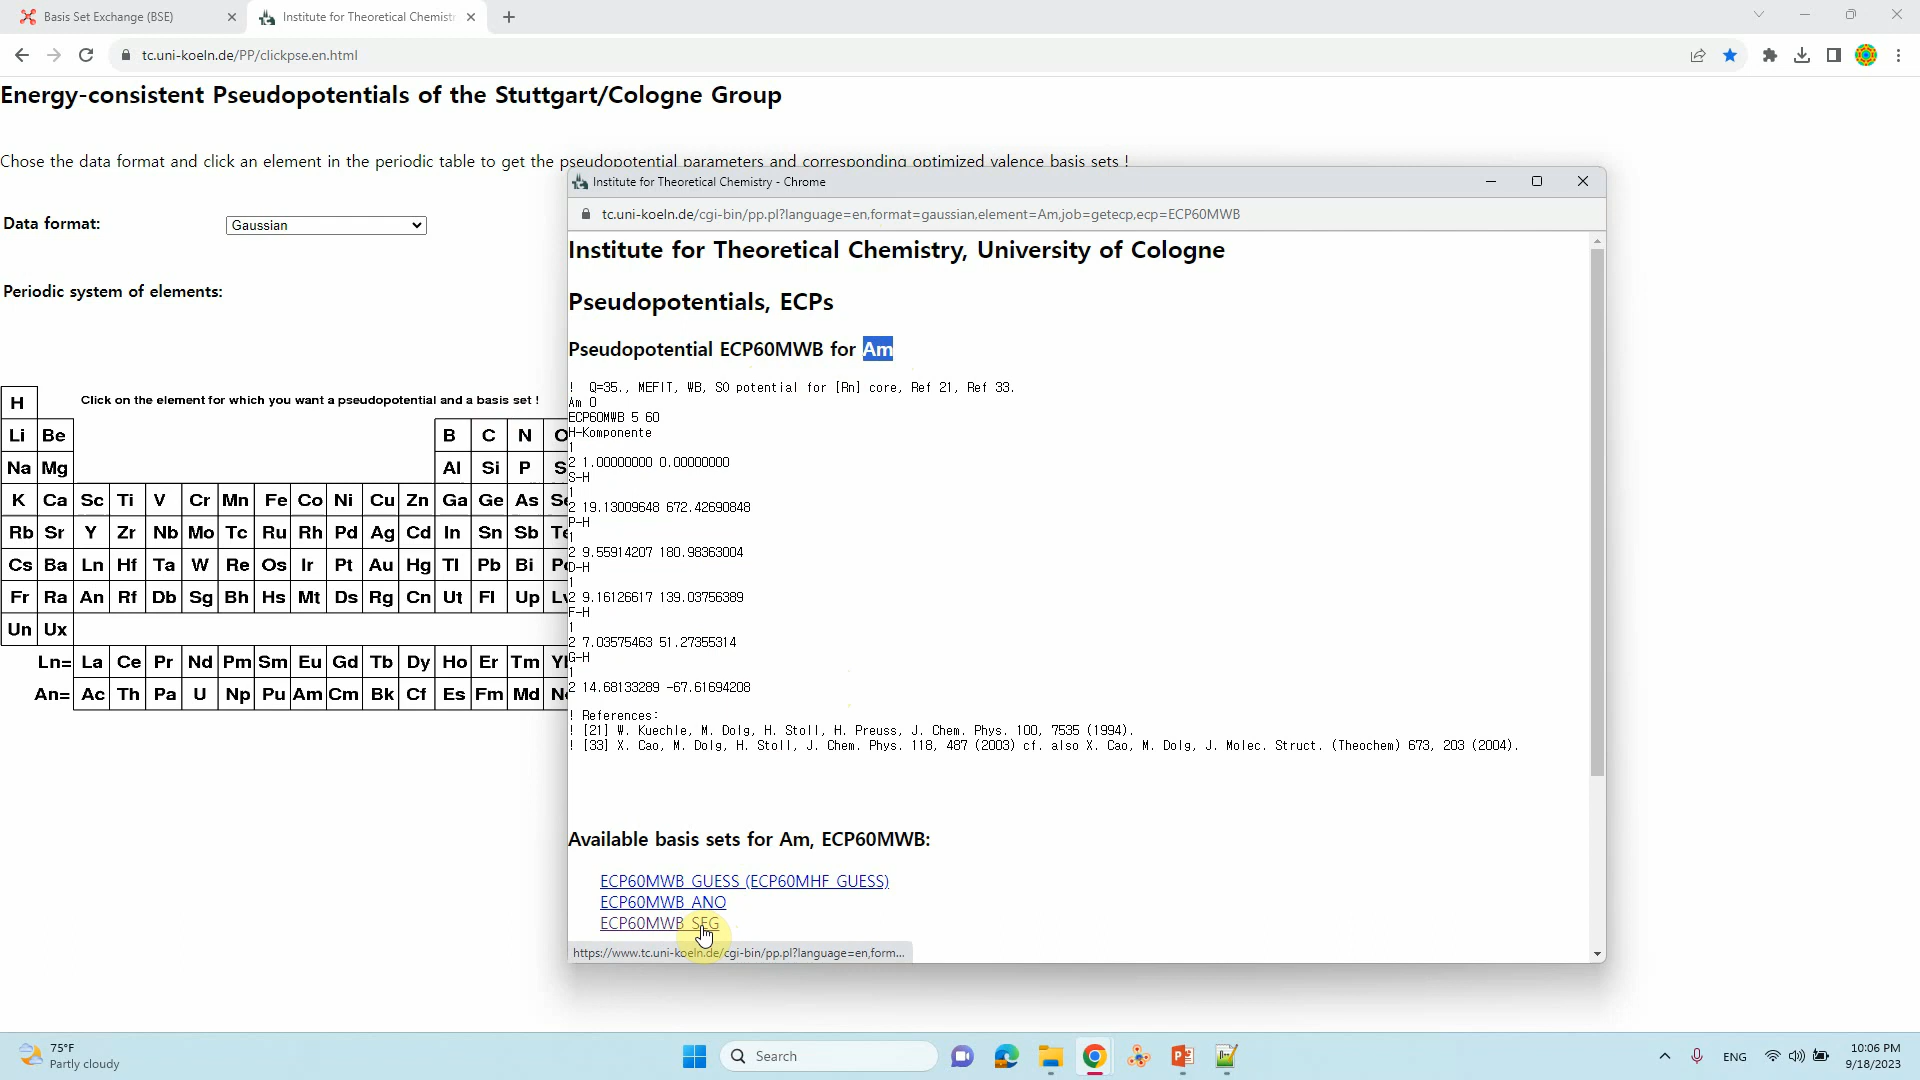 Basis Set Exchange (BSE)
Institute for Theoretical Chemistr
tc.uni-koeln.de/PP/clickpse.en.html
Energy-consistent Pseudopotentials of the Stuttgart/Cologne Group
Chose the data format and click an element in the periodic table to get the pseudopotential parameters and corresponding optimized valence basis sets !
Data format:
Gaussian
Periodic system of elements:
Click on the element for which you want a pseudopotential and a basis set !
H
Li Be B C N
Na Mg Al Si P S
K Ca Sc Ti V Cr Mn Fe Co Ni Cu Zn Ga Ge As Se
Rb Sr Y Zr Nb Mo Tc Ru Rh Pd Ag Cd In Sn Sb Te
Cs Ba Ln Hf Ta W Re Os Ir Pt Au Hg Tl Pb Bi Po
Fr Ra An Rf Db Sg Bh Hs Mt Ds Rg Cn Ut Fl Up Lv
Un Ux
Ln= La Ce Pr Nd Pm Sm Eu Gd Tb Dy Ho Er Tm Yb
An= Ac Th Pa U Np Pu Am Cm Bk Cf Es Fm Md No
Institute for Theoretical Chemistry - Chrome
tc.uni-koeln.de/cgi-bin/pp.pl?language=en,format=gaussian,element=Am,job=getecp,ecp=ECP60MWB
Institute for Theoretical Chemistry, University of Cologne
Pseudopotentials, ECPs
Pseudopotential ECP60MWB for Am
! Q=35., MEFIT, WB, SO potential for [Rn] core, Ref 21, Ref 33.
Am 0
ECP60MWB 5 60
H-Komponente
1
2 1.00000000 0.00000000
S-H
1
2 19.13009648 672.42690848
P-H
1
2 9.55914207 180.98363004
D-H
1
2 9.16126617 139.03756389
F-H
1
2 7.03575463 51.27355314
G-H
1
2 14.68133289 -67.61694208
! References:
! [21] W. Kuechle, M. Dolg, H. Stoll, H. Preuss, J. Chem. Phys. 100, 7535 (1994).
! [33] X. Cao, M. Dolg, H. Stoll, J. Chem. Phys. 118, 487 (2003) cf. also X. Cao, M. Dolg, J. Molec. Struct. (Theochem) 673, 203 (2004).
Available basis sets for Am, ECP60MWB:
ECP60MWB_GUESS (ECP60MHF_GUESS)
ECP60MWB_ANO
ECP60MWB_SEG
https://www.tc.uni-koeln.de/cgi-bin/pp.pl?language=en,form...
75°F
Partly cloudy
Search
ENG
10:06 PM
9/18/2023